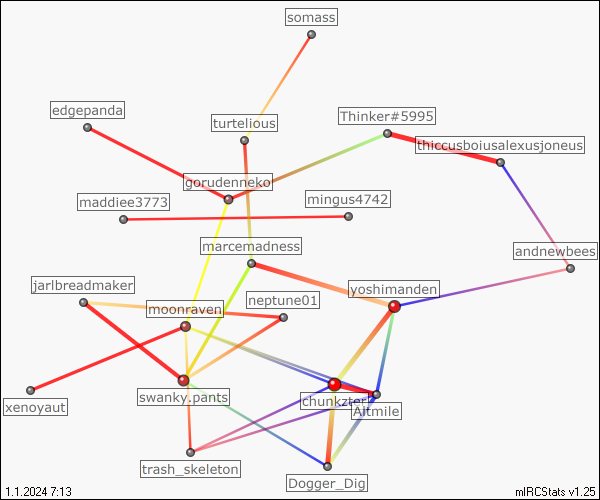 somass
edgepanda
turtelious
Thinker#5995
thiccusboiusalexusjoneus
gorudenneko
maddiee3773
mingus4742
marcemadness
andnewbees
jarlbreadmaker
moonraven
neptune01
yoshimanden
xenoyaut
swanky.pants
chunkzter
Altmile
trash_skeleton
Dogger_Dig
1.1.2024 7:13
mIRCStats v1.25